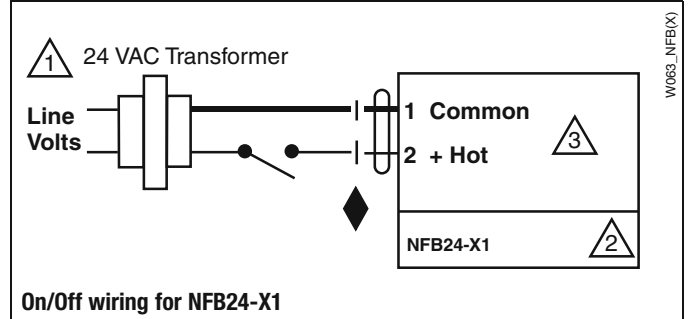 W063_NFB(X)
1 24 VAC Transformer
Line
Volts
1 Common
2 + Hot
3
NFB24-X1
2
On/Off wiring for NFB24-X1